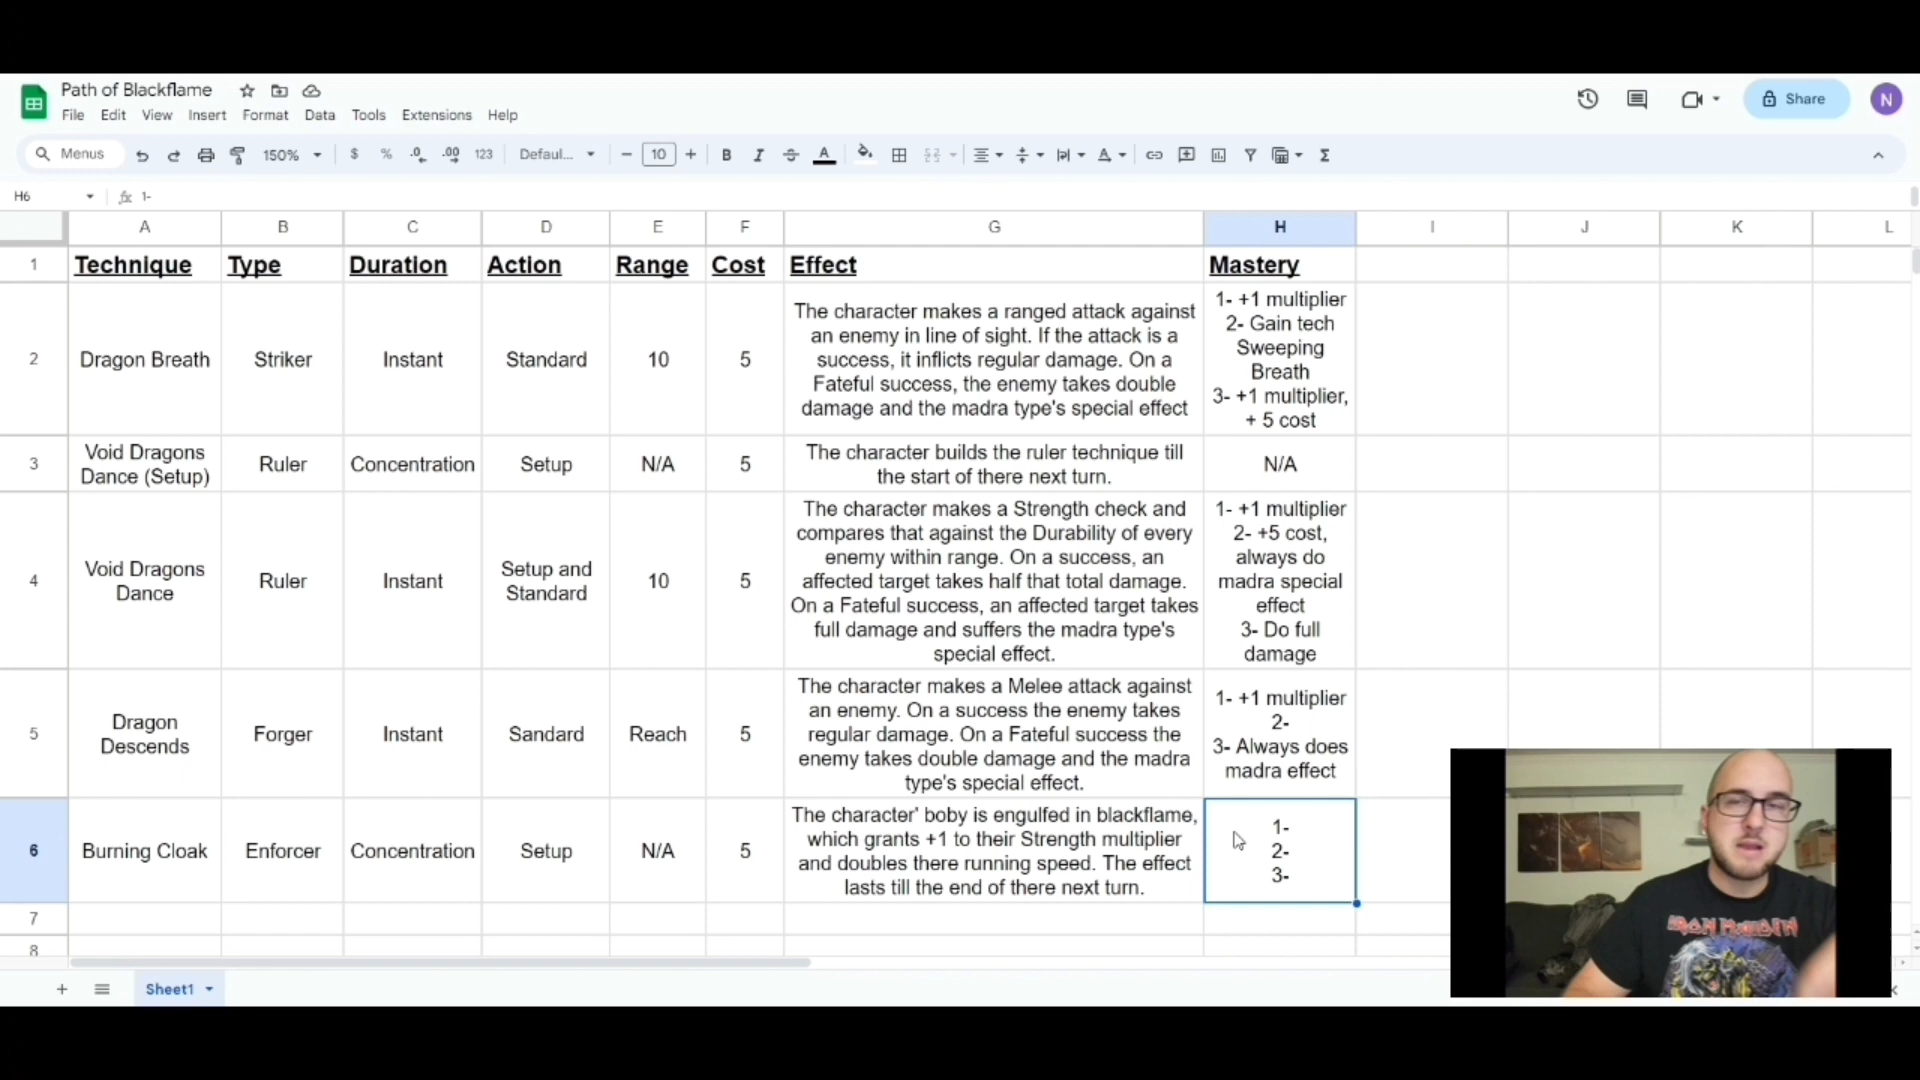 Path of Blackflame
File Edit View Insert Format Data Tools Extensions Help
Share
N
Menus
150%
$ % .0 .00 123
Defaul...
10
B I A
H6
fx 1-
A B C D E F G H I J K L
1 Technique Type Duration Action Range Cost Effect Mastery
2
Dragon Breath
Striker
Instant
Standard
10
5
The character makes a ranged attack against
an enemy in line of sight. If the attack is a
success, it inflicts regular damage. On a
Fateful success, the enemy takes double
damage and the madra type's special effect
1- +1 multiplier
2- Gain tech
Sweeping
Breath
3- +1 multiplier,
+ 5 cost
3
Void Dragons
Dance (Setup)
Ruler
Concentration
Setup
N/A
5
The character builds the ruler technique till
the start of there next turn.
N/A
4
Void Dragons
Dance
Ruler
Instant
Setup and
Standard
10
5
The character makes a Strength check and
compares that against the Durability of every
enemy within range. On a success, an
affected target takes half that total damage.
On a Fateful success, an affected target takes
full damage and suffers the madra type's
special effect.
1- +1 multiplier
2- +5 cost,
always do
madra special
effect
3- Do full
damage
5
Dragon
Descends
Forger
Instant
Sandard
Reach
5
The character makes a Melee attack against
an enemy. On a success the enemy takes
regular damage. On a Fateful success the
enemy takes double damage and the madra
type's special effect.
1- +1 multiplier
2-
3- Always does
madra effect
6
Burning Cloak
Enforcer
Concentration
Setup
N/A
5
The character' boby is engulfed in blackflame,
which grants +1 to their Strength multiplier
and doubles there running speed. The effect
lasts till the end of there next turn.
1-
2-
3-
7
8
IRON MAIDEN
Sheet1